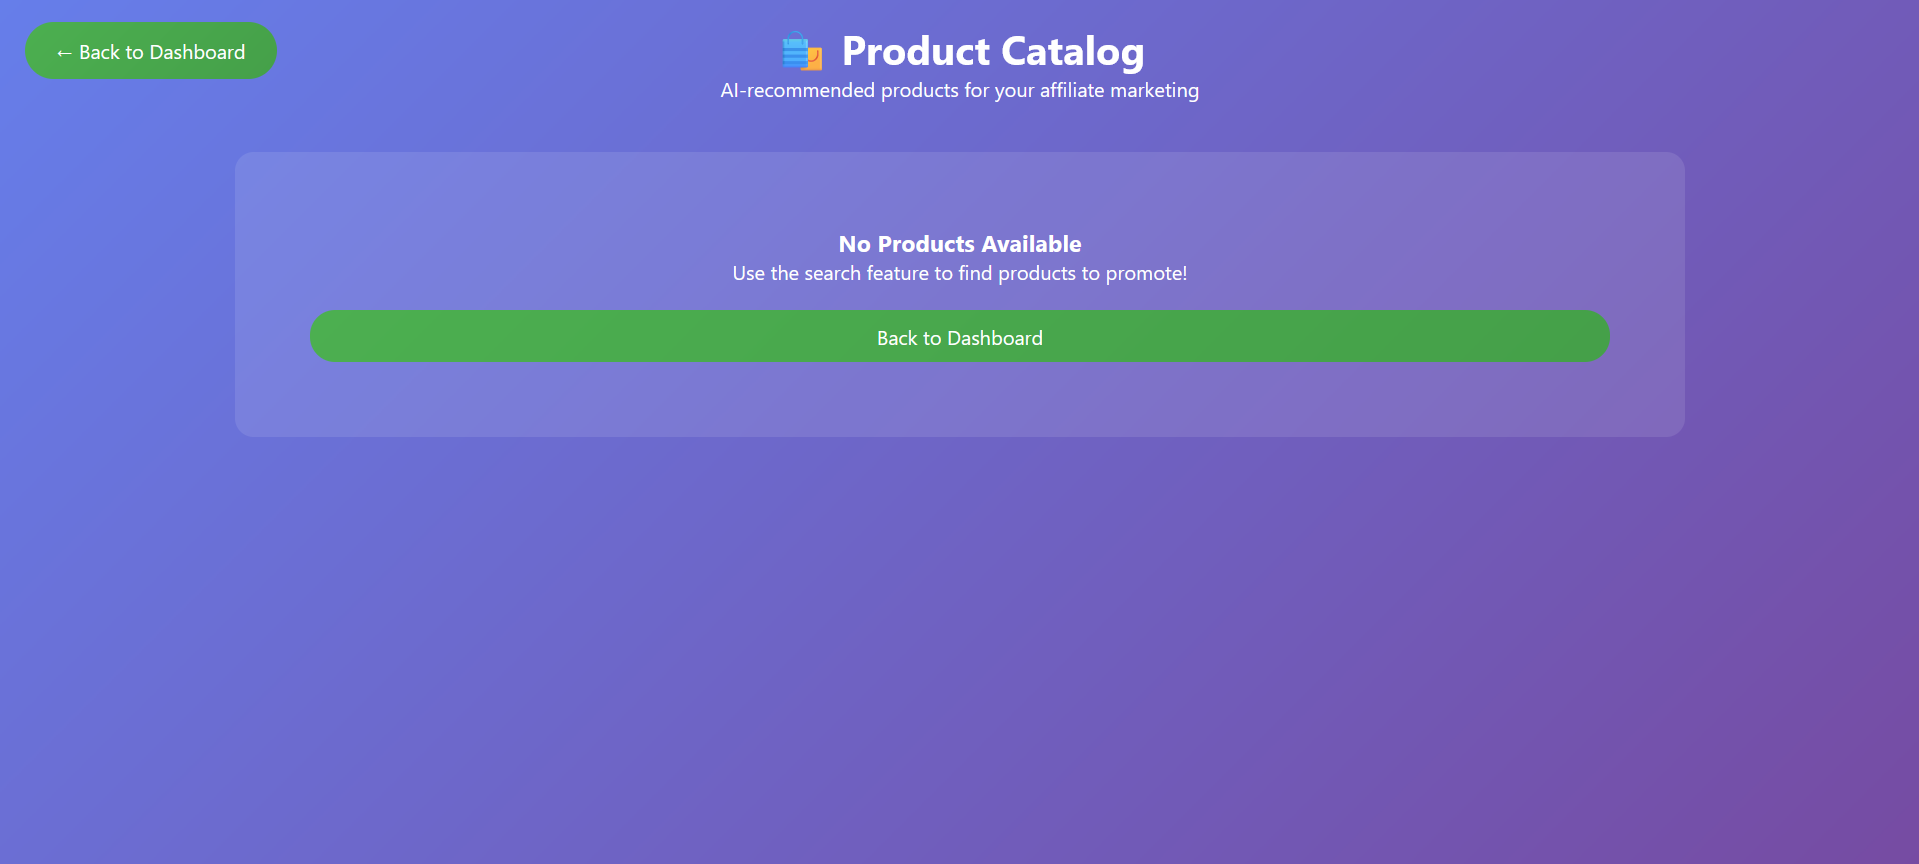 ← Back to Dashboard
Product Catalog
AI-recommended products for your affiliate marketing
No Products Available
Use the search feature to find products to promote!
Back to Dashboard